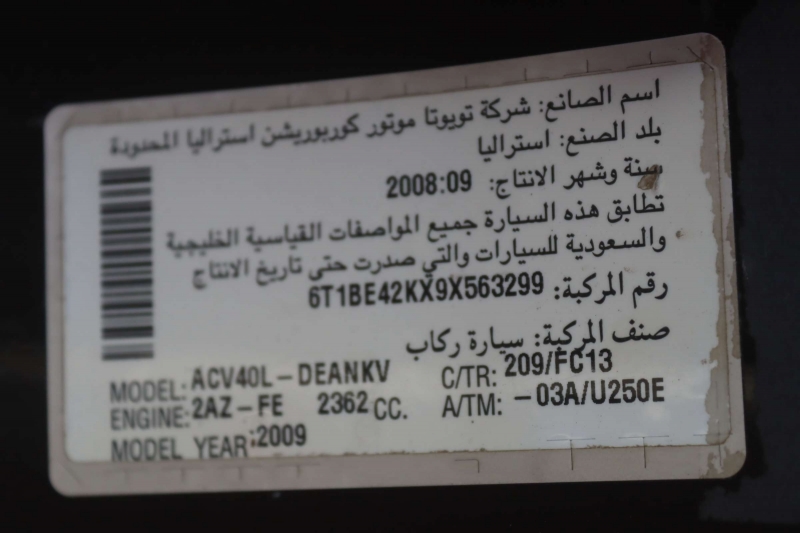 اسم الصانع: شركة تويوتا موتور كوربوريشن استراليا المحدودة
بلد الصنع: استراليا
سنة وشهر الانتاج: 2008:09
تطابق هذه السيارة جميع المواصفات القياسية الخليجية
والسعودية للسيارات والتي صدرت حتى تاريخ الانتاج
رقم المركبة: 6T1BE42KX9X563299
صنف المركبة: سيارة ركاب
MODEL: ACV40L-DEANKV C/TR: 209/FC13
ENGINE: 2AZ-FE 2362 CC. A/TM: -03A/U250E
MODEL YEAR: 2009